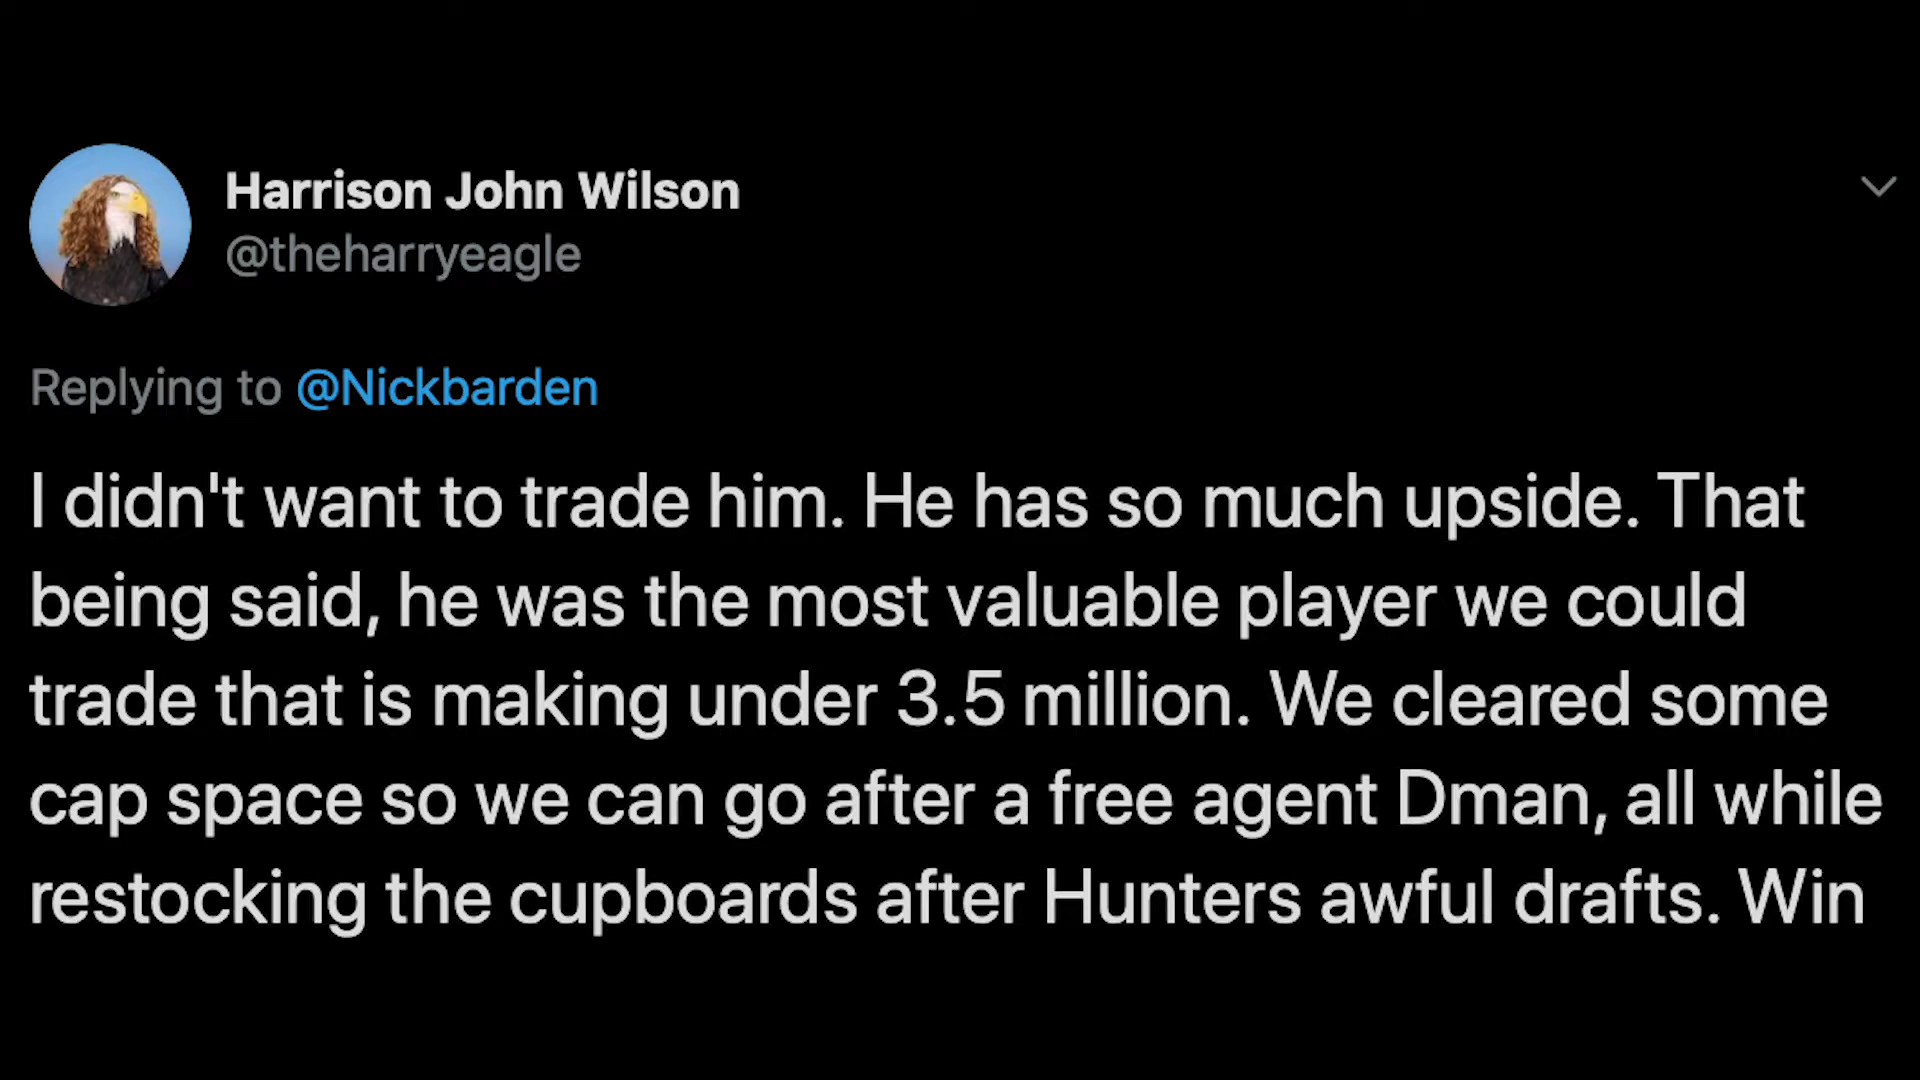 Harrison John Wilson
@theharryeagle
Replying to @Nickbarden
I didn't want to trade him. He has so much upside. That
being said, he was the most valuable player we could
trade that is making under 3.5 million. We cleared some
cap space so we can go after a free agent Dman, all while
restocking the cupboards after Hunters awful drafts. Win